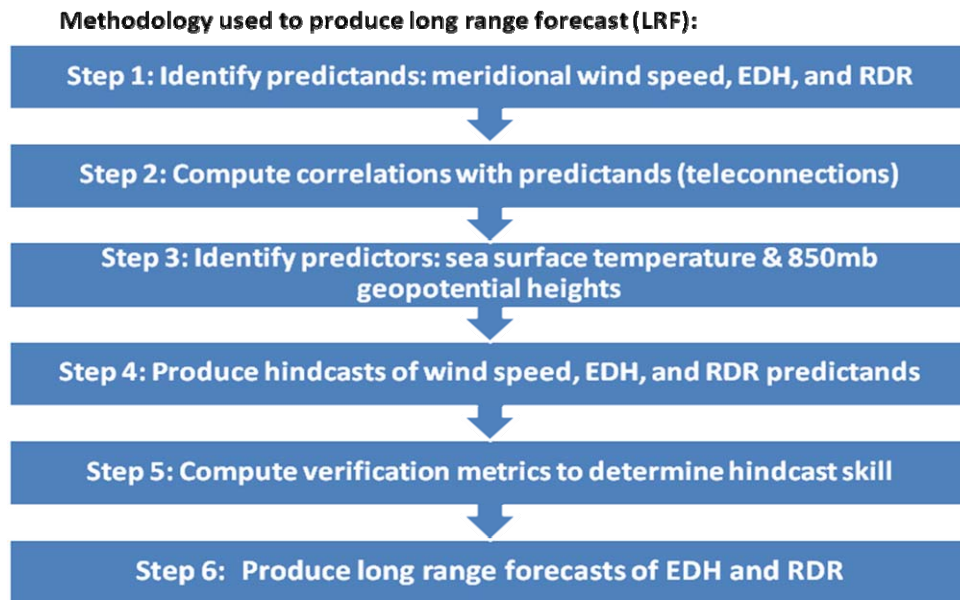 Methodology used to produce long range forecast (LRF):
Step 1: Identify predictands: meridional wind speed, EDH, and RDR
Step 2: Compute correlations with predictands (teleconnections)
Step 3: Identify predictors: sea surface temperature & 850mb
geopotential heights
Step 4: Produce hindcasts of wind speed, EDH, and RDR predictands
Step 5: Compute verification metrics to determine hindcast skill
Step 6: Produce long range forecasts of EDH and RDR